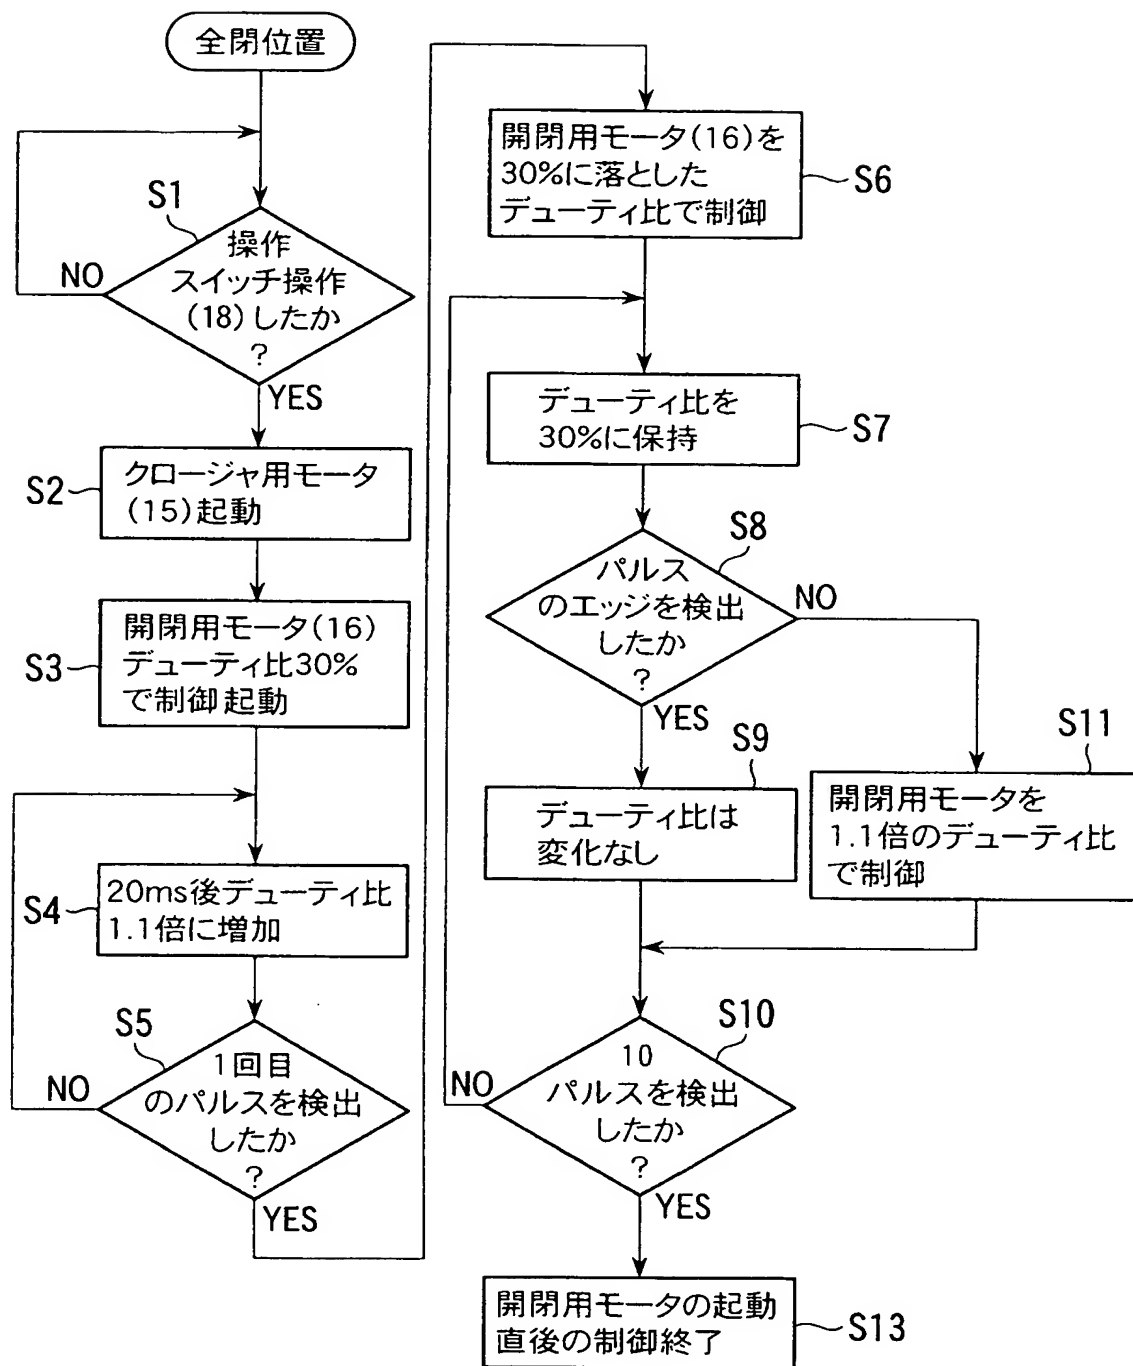 全閉位置
S1
操作
スイッチ操作
(18)したか
?
NO
YES
S2
クロージャ用モータ
(15)起動
S3
開閉用モータ(16)
デューティ比30%
で制御起動
S4
20ms後デューティ比
1.1倍に増加
S5
1回目
のパルスを検出
したか
?
NO
YES
開閉用モータ(16)を
30%に落とした
デューティ比で制御
S6
デューティ比を
30%に保持
S7
S8
パルス
のエッジを検出
したか
?
NO
YES
S9
デューティ比は
変化なし
S11
開閉用モータを
1.1倍のデューティ比
で制御
S10
10
パルスを検出
したか
?
NO
YES
開閉用モータの起動
直後の制御終了
S13